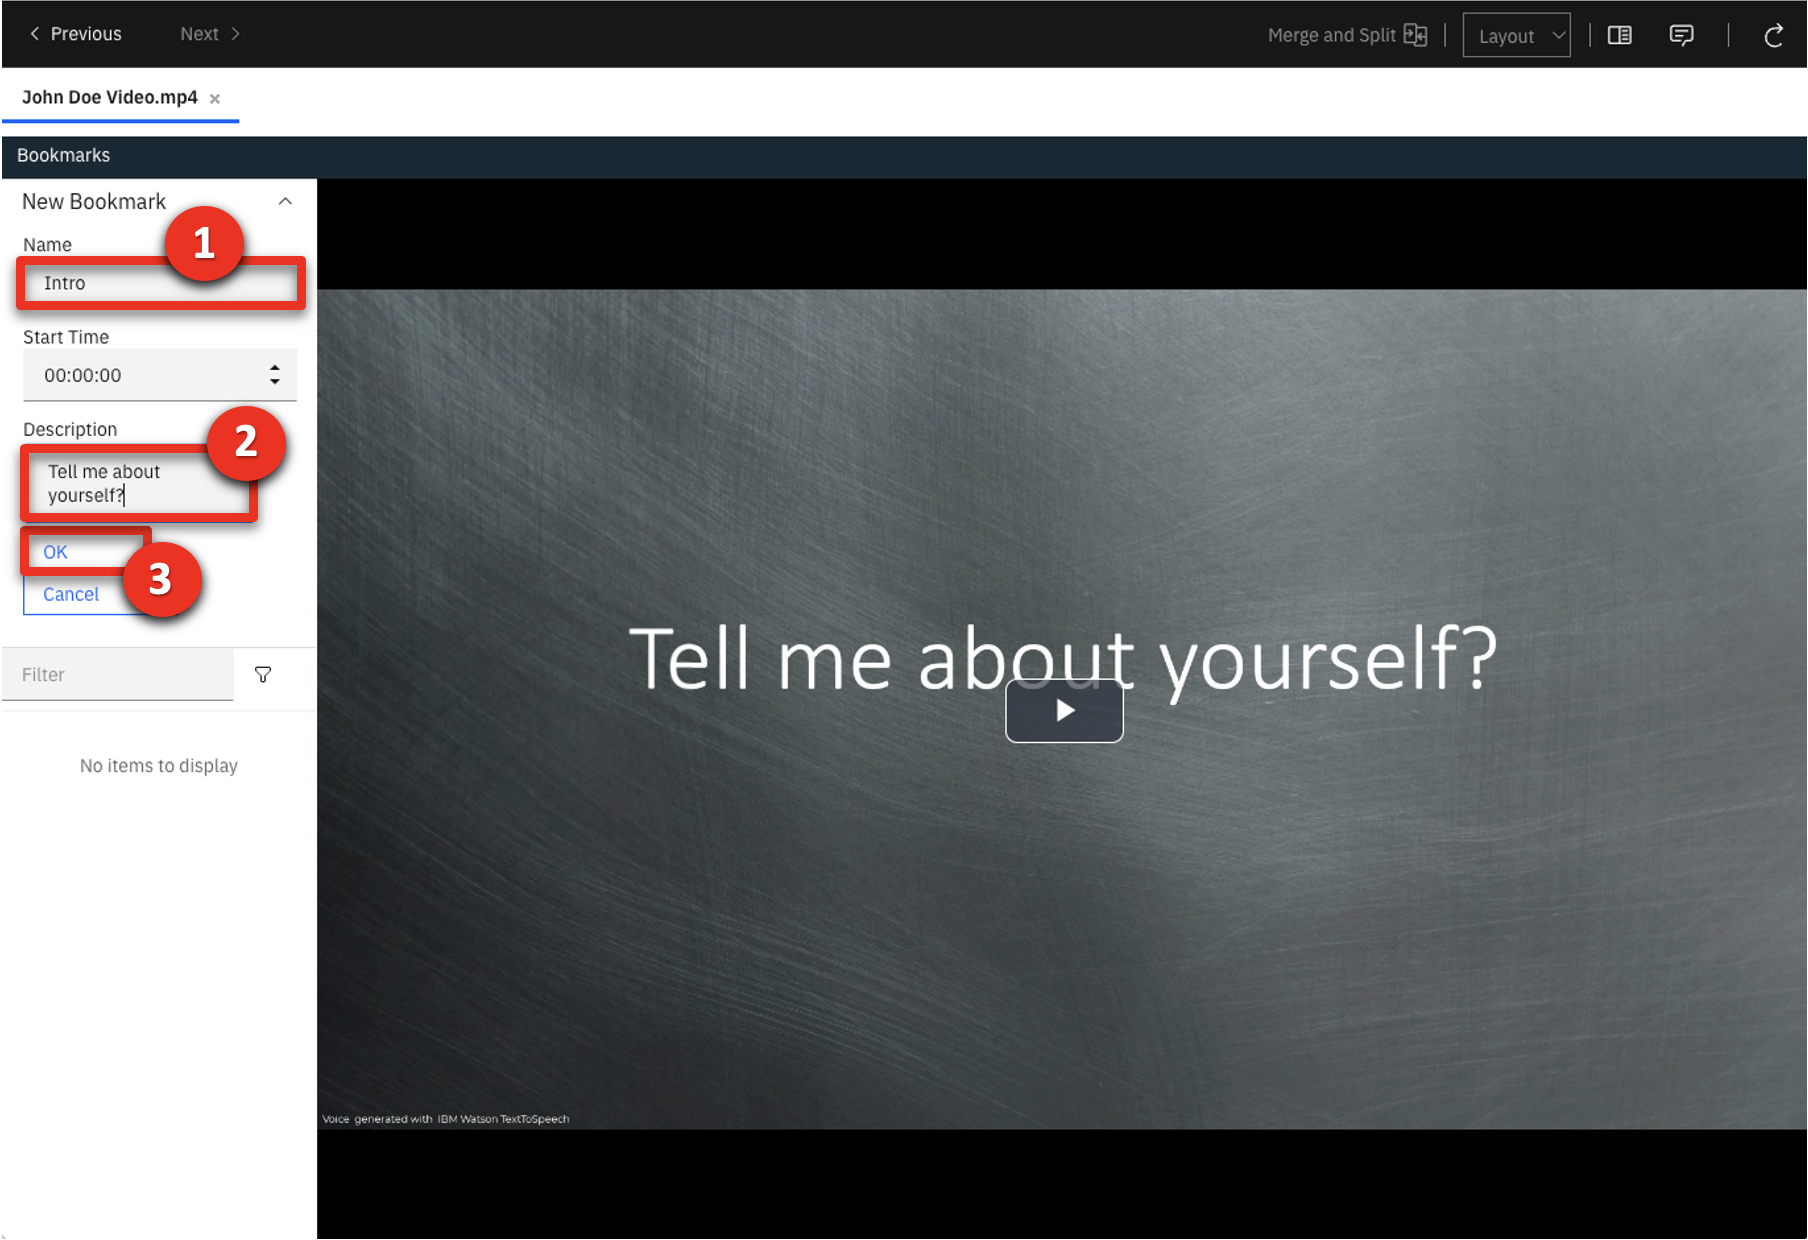 Previous
Next
Merge and Split
Layout
John Doe Video.mp4
Bookmarks
New Bookmark
Name
1
Intro
Start Time
00:00:00
Description
2
Tell me about
yourself?
OK
3
Cancel
Filter
No items to display
Tell me about yourself?
Voice generated with IBM Watson TextToSpeech